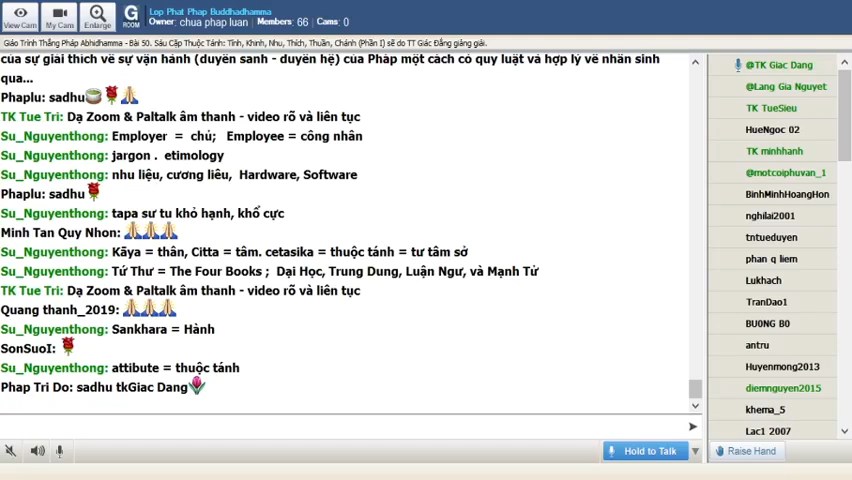 Lop Phat Phap Buddhadhamma
Owner: chua phap luan Members: 66 Cams: 0
View Cam
My Cam
Enlarge
G
ROOM
Giáo Trình Thắng Pháp Abhidhamma - Bài 50. Sáu Cặp Thuộc Tánh: Tịnh, Khinh, Nhu, Thích, Thuần, Chánh (Phần I) sẽ do TT Giác Đẳng giảng giải.
của sự giải thích về sự vận hành (duyên sanh - duyên hệ) của Pháp một cách có quy luật và hợp lý về nhân sinh
qua...
Phaplu: sadhu
TK Tue Tri: Dạ Zoom & Paltalk âm thanh - video rõ và liên tục
Su_Nguyenthong: Employer = chủ; Employee = công nhân
Su_Nguyenthong: jargon . etimology
Su_Nguyenthong: nhu liệu, cương liêu, Hardware, Software
Phaplu: sadhu
Su_Nguyenthong: tapa sư tu khỏ hạnh, khổ cực
Minh Tan Quy Nhon:
Su_Nguyenthong: Kāya = thân, Citta = tâm. cetasika = thuộc tánh = tư tâm sở
Su_Nguyenthong: Tứ Thư = The Four Books ; Dại Học, Trung Dung, Luận Ngư, và Mạnh Tử
TK Tue Tri: Dạ Zoom & Paltalk âm thanh - video rõ và liên tục
Quang thanh_2019:
Su_Nguyenthong: Sankhara = Hành
SonSuoI:
Su_Nguyenthong: attibute = thuộc tánh
Phap Tri Do: sadhu tkGiac Dang
@TK Giac Dang
@Lang Gia Nguyet
TK TueSieu
HueNgoc 02
TK minhhanh
@motcoiphuvan_1
BinhMinhHoangHon
nghilai2001
tntueduyen
phan q liem
Lukhach
TranDao1
BU0NG B0
antru
Huyenmong2013
diemnguyen2015
khema_5
Lac1 2007
Hold to Talk
Raise Hand